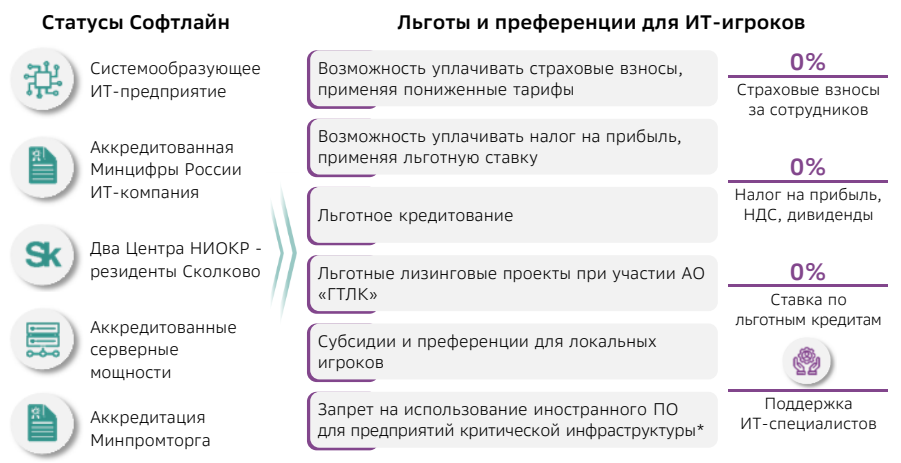 Статусы Софтлайн
Системообразующее
ИТ-предприятие
Аккредитованная
Минцифры России
ИТ-компания
Sk
Два Центра НИОКР -
резиденты Сколково
Аккредитованные
серверные
мощности
Аккредитация
Минпромторга
Льготы и преференции для ИТ-игроков
Возможность уплачивать страховые взносы,
применяя пониженные тарифы
Возможность уплачивать налог на прибыль,
применяя льготную ставку
Льготное кредитование
Льготные лизинговые проекты при участии АО
«ГТЛК»
Субсидии и преференции для локальных
игроков
Запрет на использование иностранного ПО
для предприятий критической инфраструктуры*
0%
Страховые взносы
за сотрудников
0%
Налог на прибыль,
НДС, дивиденды
0%
Ставка по
льготным кредитам
Поддержка
ИТ-специалистов